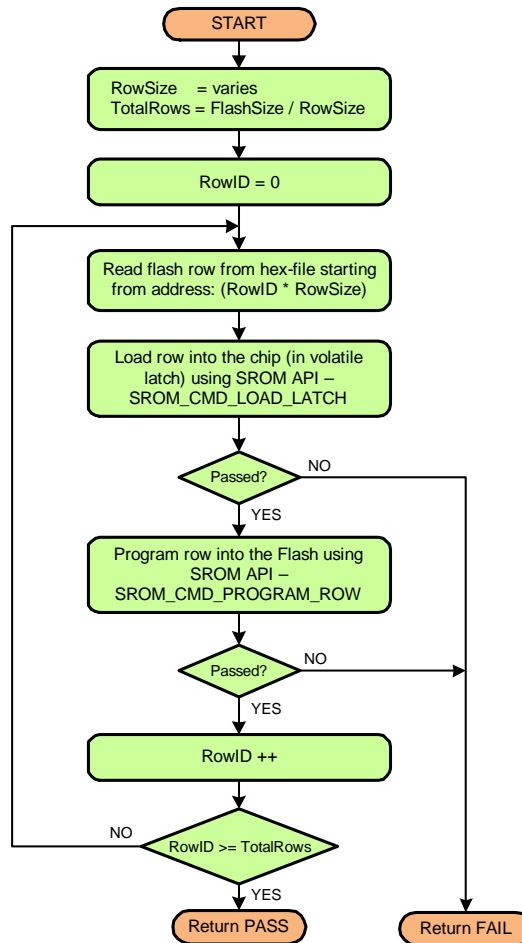 START
RowSize = varies
TotalRows = FlashSize / RowSize
RowID = 0
Read flash row from hex-file starting
from address: (RowID * RowSize)
Load row into the chip (in volatile
latch) using SROM API –
SROM_CMD_LOAD_LATCH
Passed?
NO
YES
Program row into the Flash using
SROM API –
SROM_CMD_PROGRAM_ROW
Passed?
NO
YES
RowID ++
NO
RowID >= TotalRows
YES
Return PASS
Return FAIL